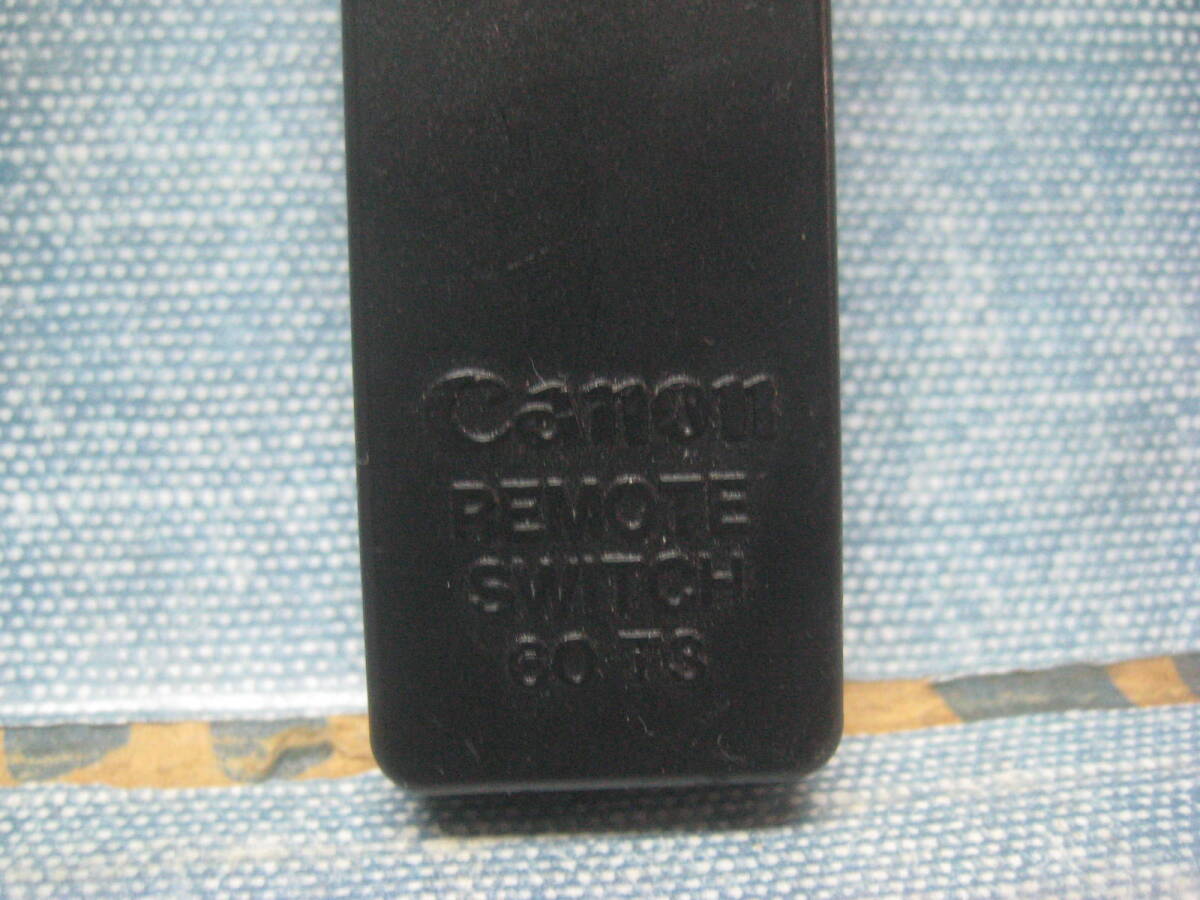 Canon
REMOTE
SWITCH
60 T3